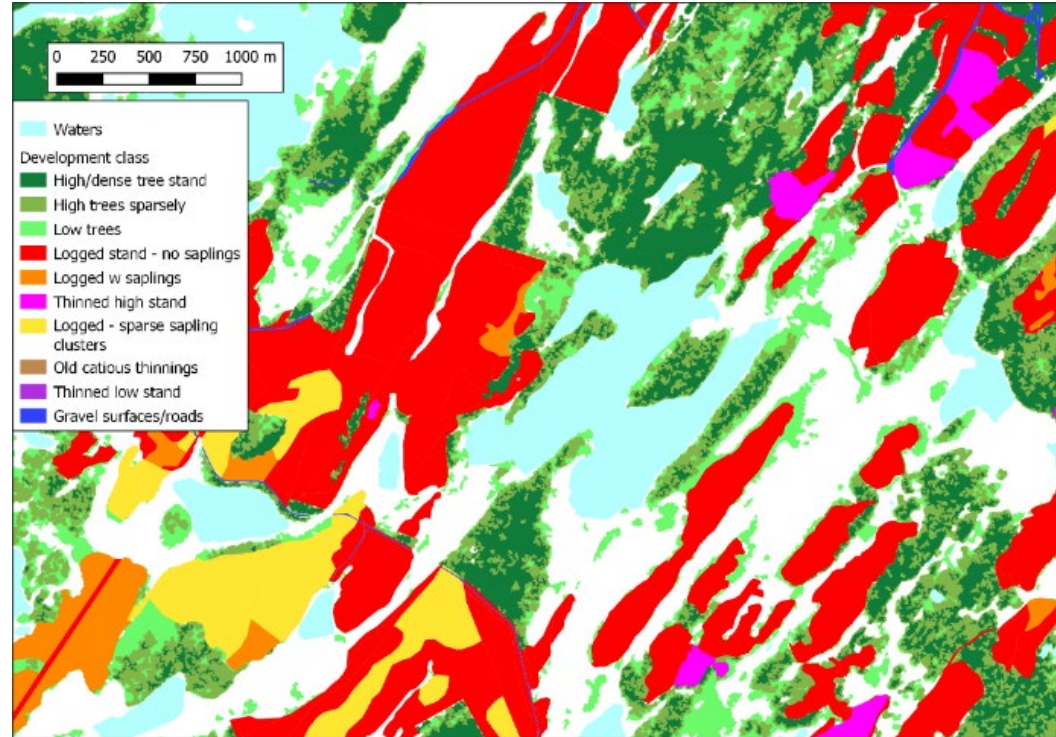 0 250 500 750 1000 m
Waters
Development class
High/dense tree stand
High trees sparsely
Low trees
Logged stand - no saplings
Logged w saplings
Thinned high stand
Logged - sparse sapling
clusters
Old catious thinnings
Thinned low stand
Gravel surfaces/roads